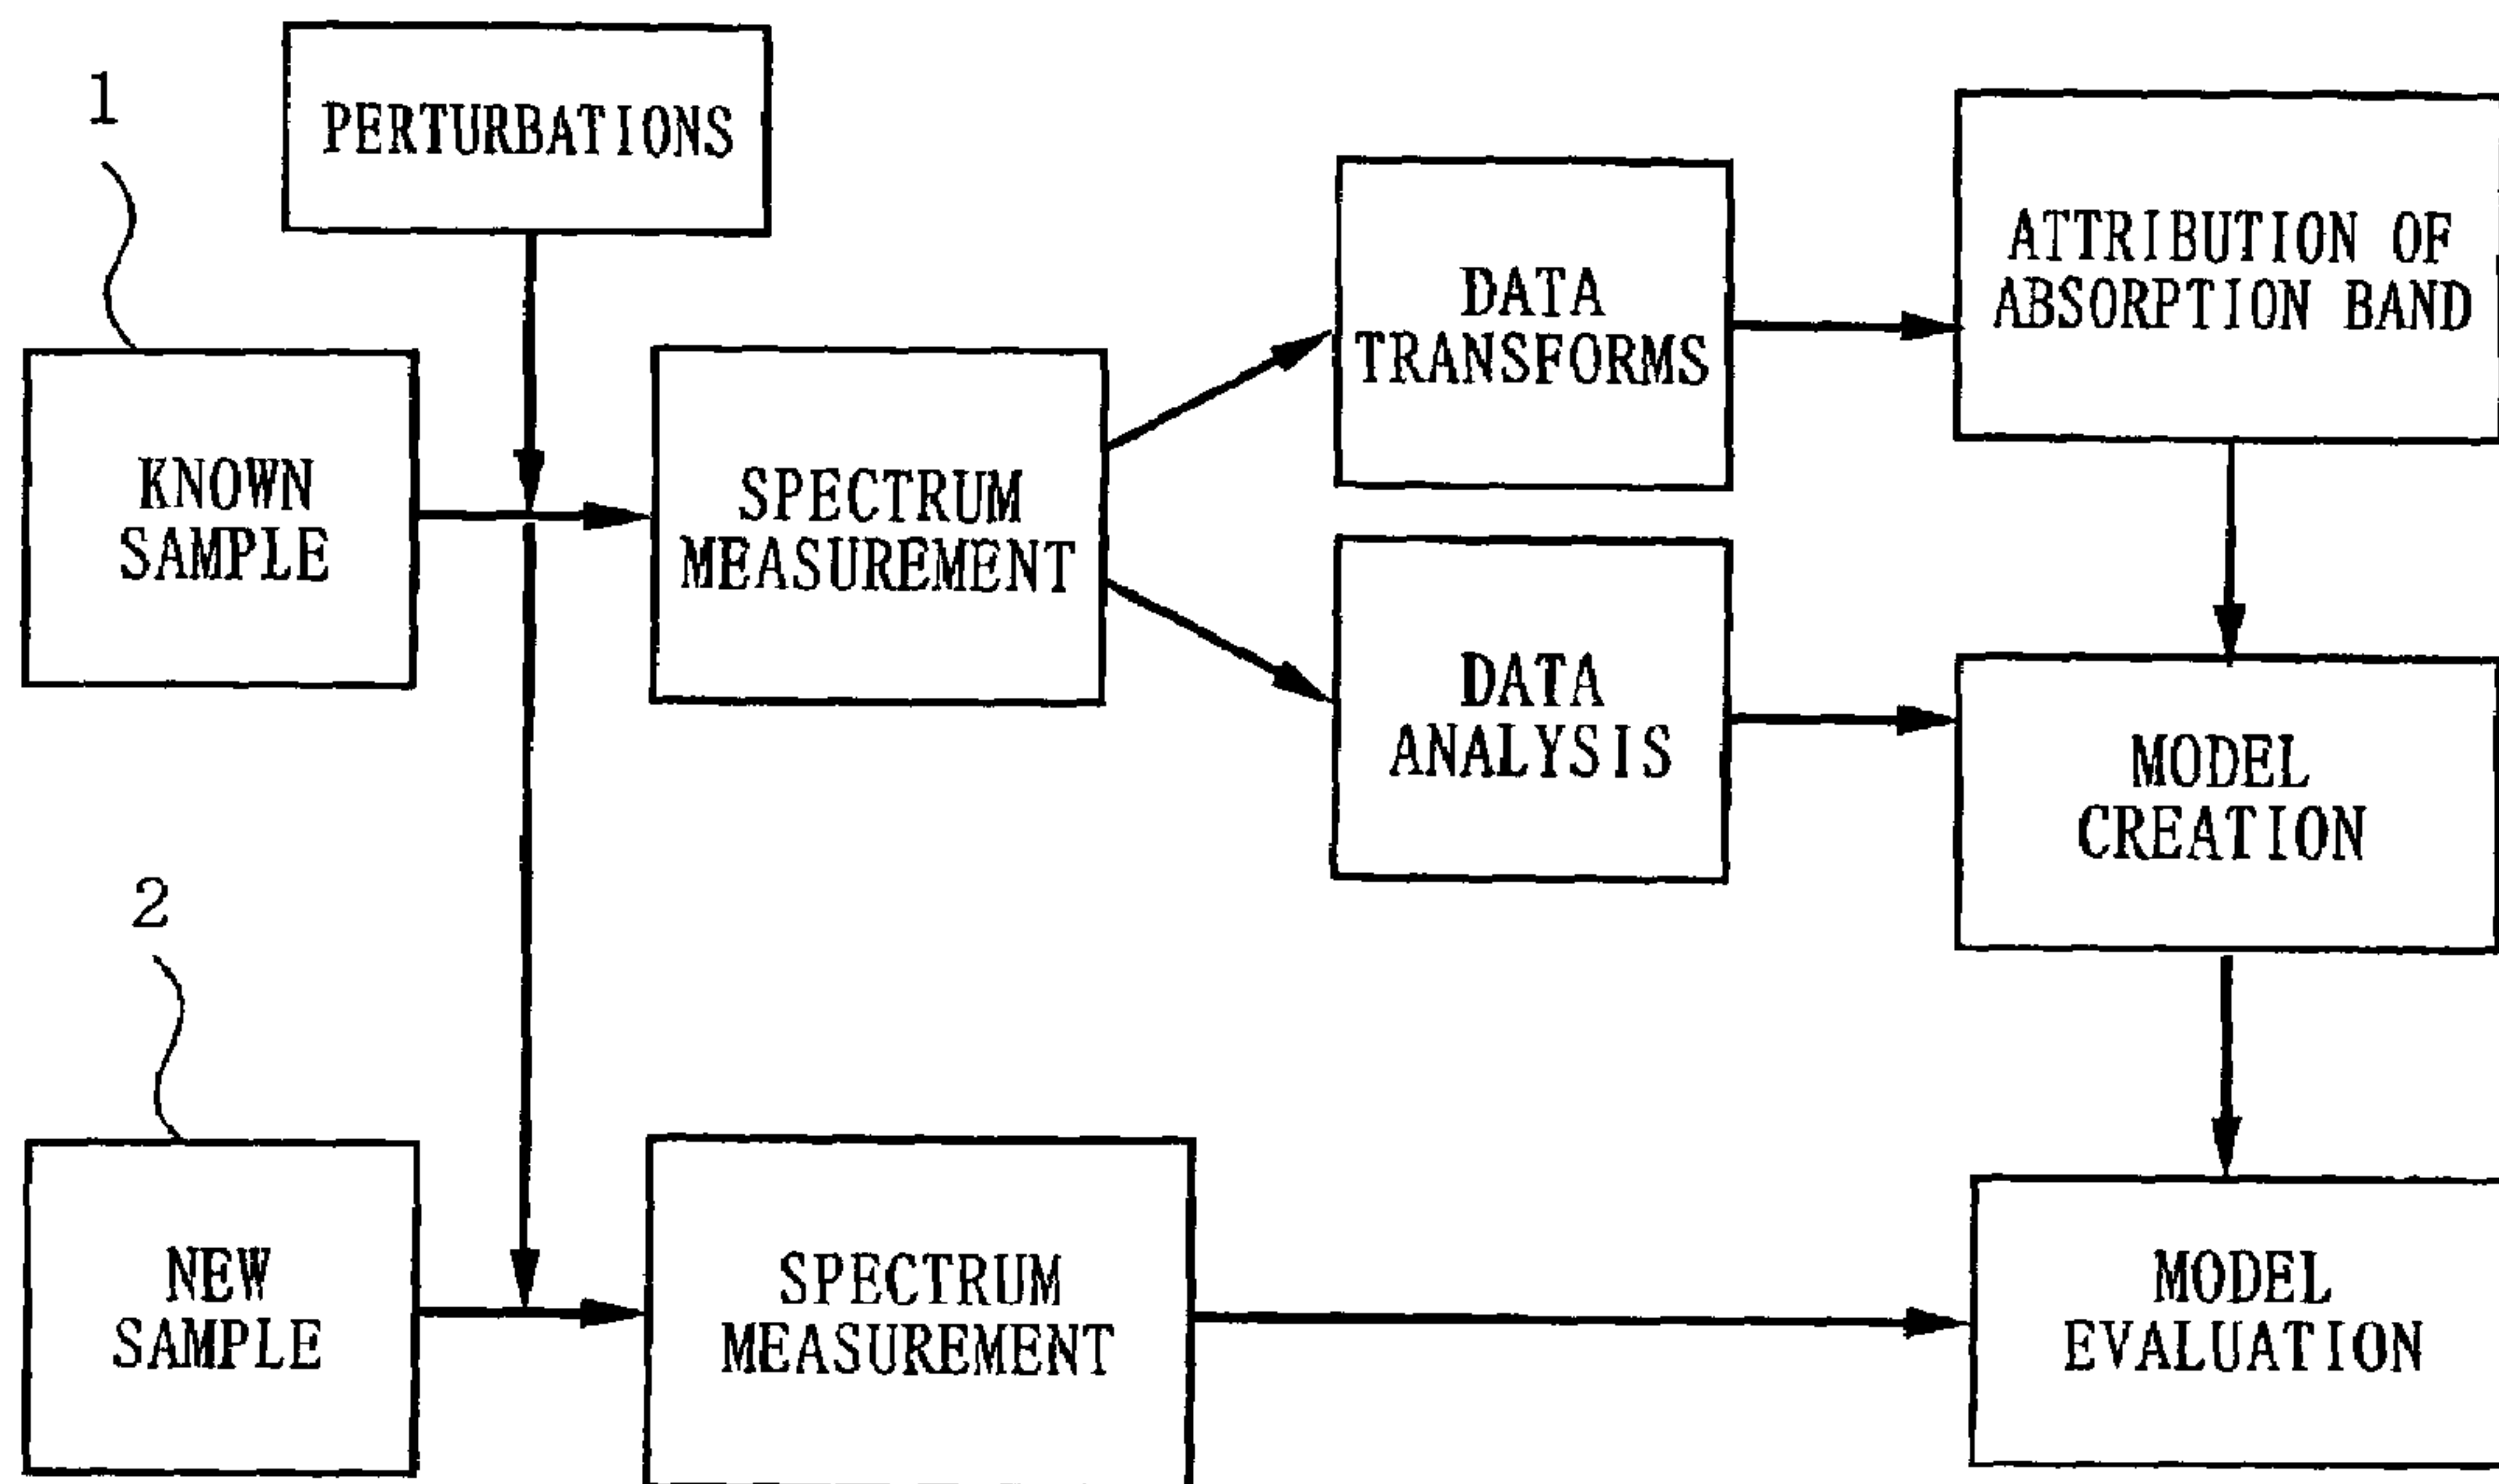 1
PERTURBATIONS
KNOWN
SAMPLE
SPECTRUM
MEASUREMENT
DATA
TRANSFORMS
ATTRIBUTION OF
ABSORPTION BAND
DATA
ANALYSIS
MODEL
CREATION
2
NEW
SAMPLE
SPECTRUM
MEASUREMENT
MODEL
EVALUATION